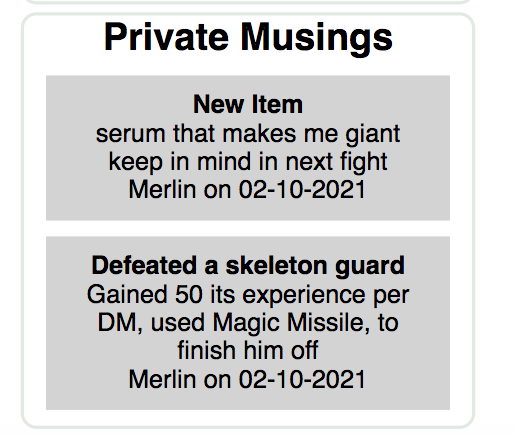 Private Musings
New Item
serum that makes me giant
keep in mind in next fight
Merlin on 02-10-2021
Defeated a skeleton guard
Gained 50 its experience per
DM, used Magic Missile, to
finish him off
Merlin on 02-10-2021